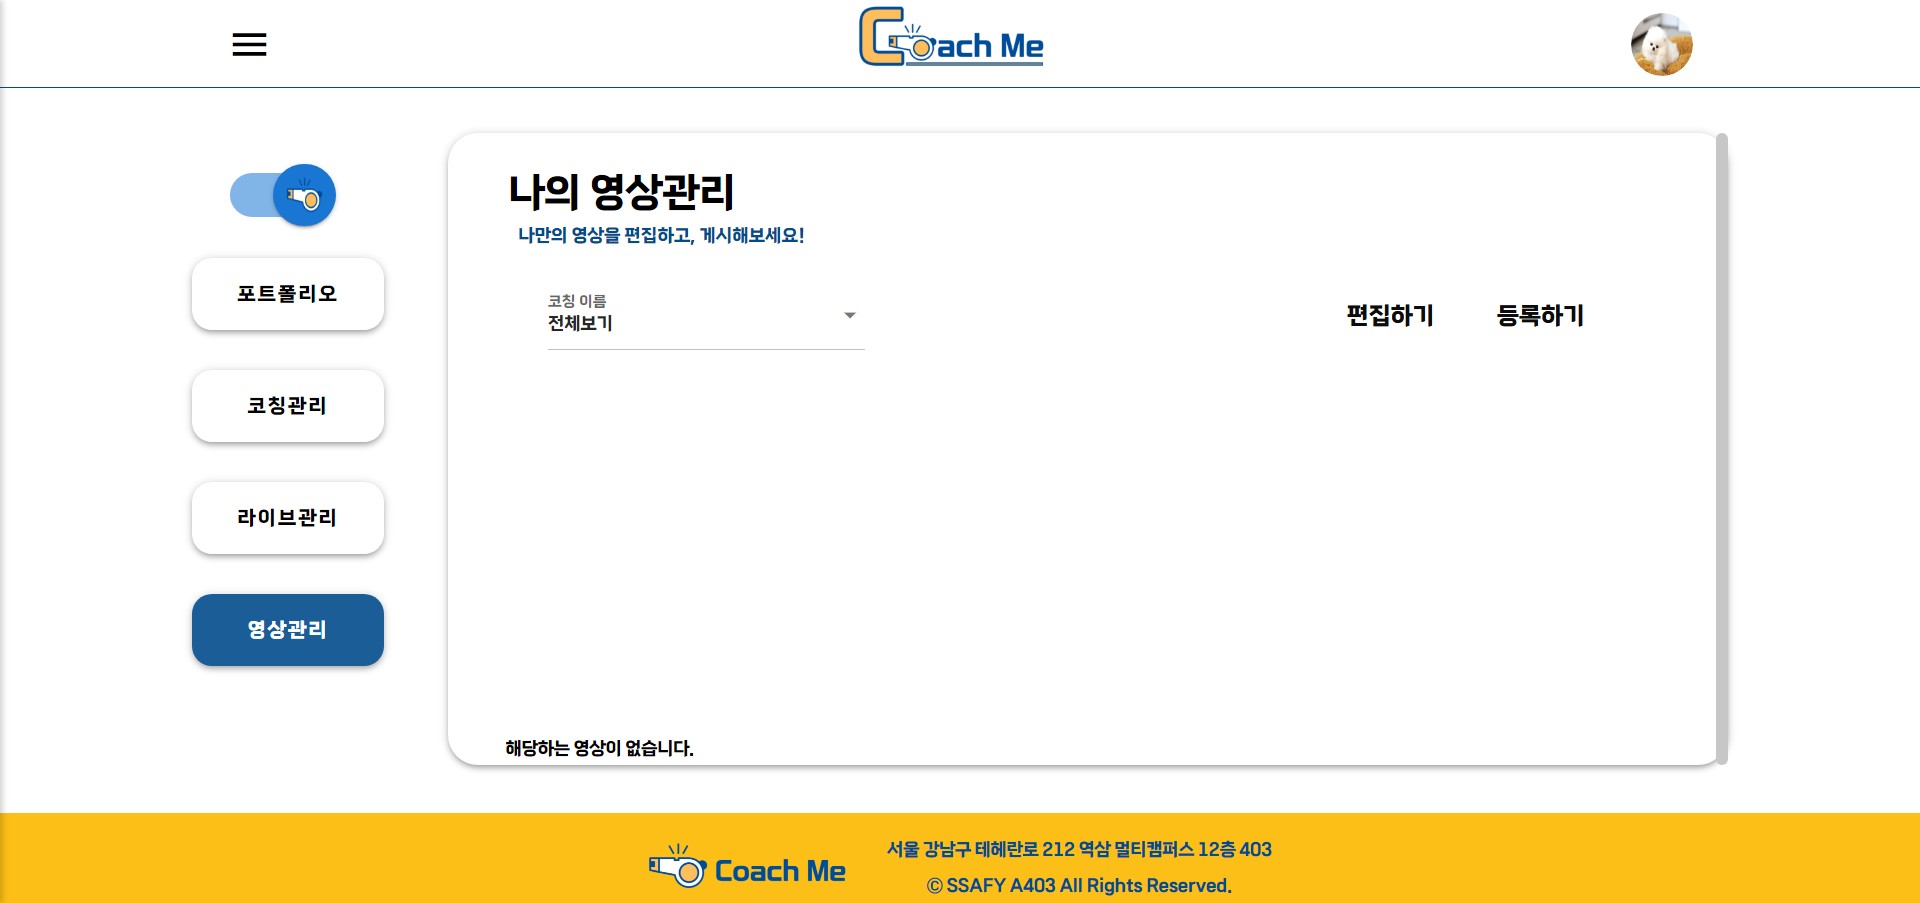 Coach Me
나의 영상관리
나만의 영상을 편집하고, 게시해보세요!
포트폴리오
코칭 이름
전체보기
편집하기
등록하기
코칭관리
라이브관리
영상관리
해당하는 영상이 없습니다.
Coach Me
서울 강남구 테헤란로 212 역삼 멀티캠퍼스 12층 403
© SSAFY A403 All Rights Reserved.